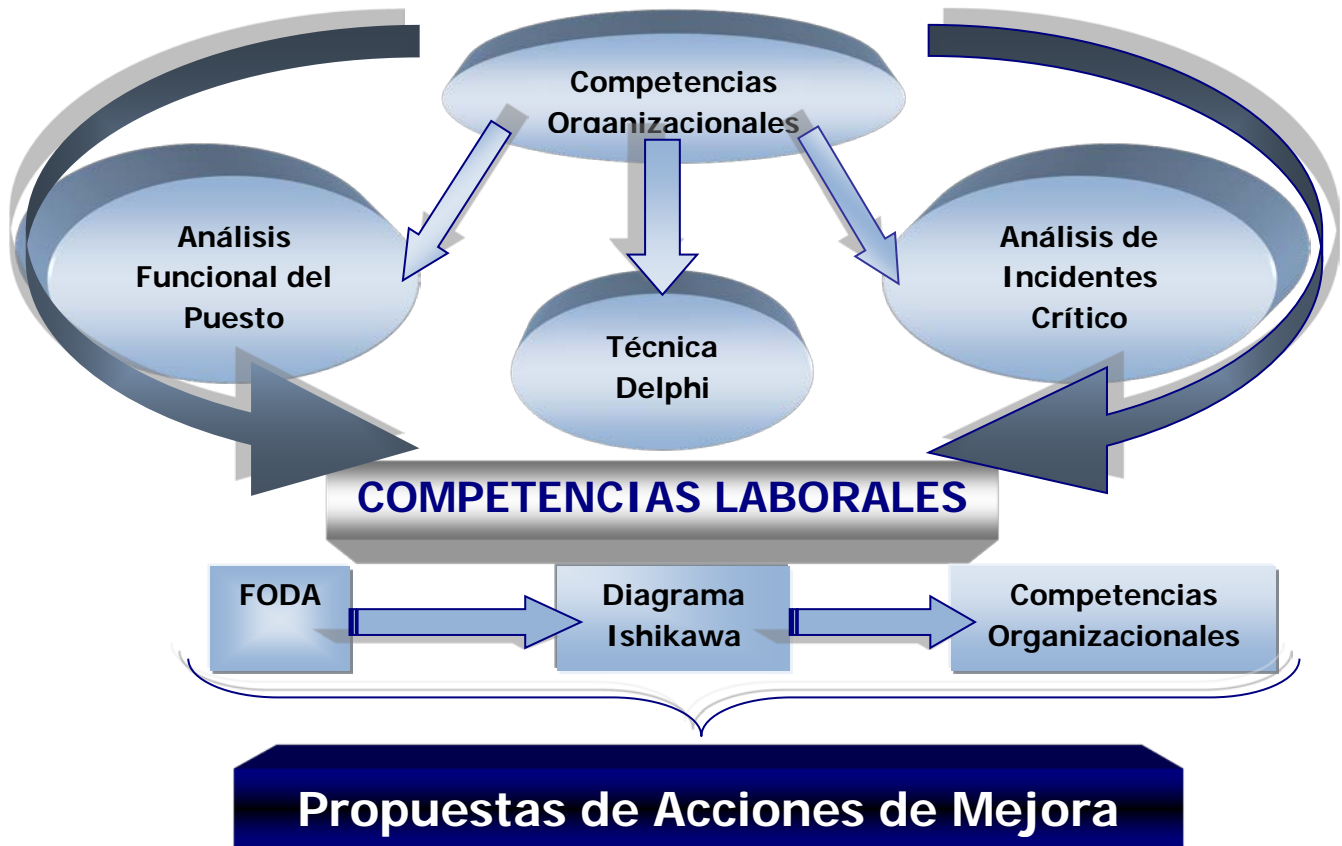 Competencias
Organizacionales
Análisis
Funcional del
Puesto
Técnica
Delphi
Análisis de
Incidentes
Crítico
COMPETENCIAS LABORALES
FODA
Diagrama
Ishikawa
Competencias
Organizacionales
Propuestas de Acciones de Mejora